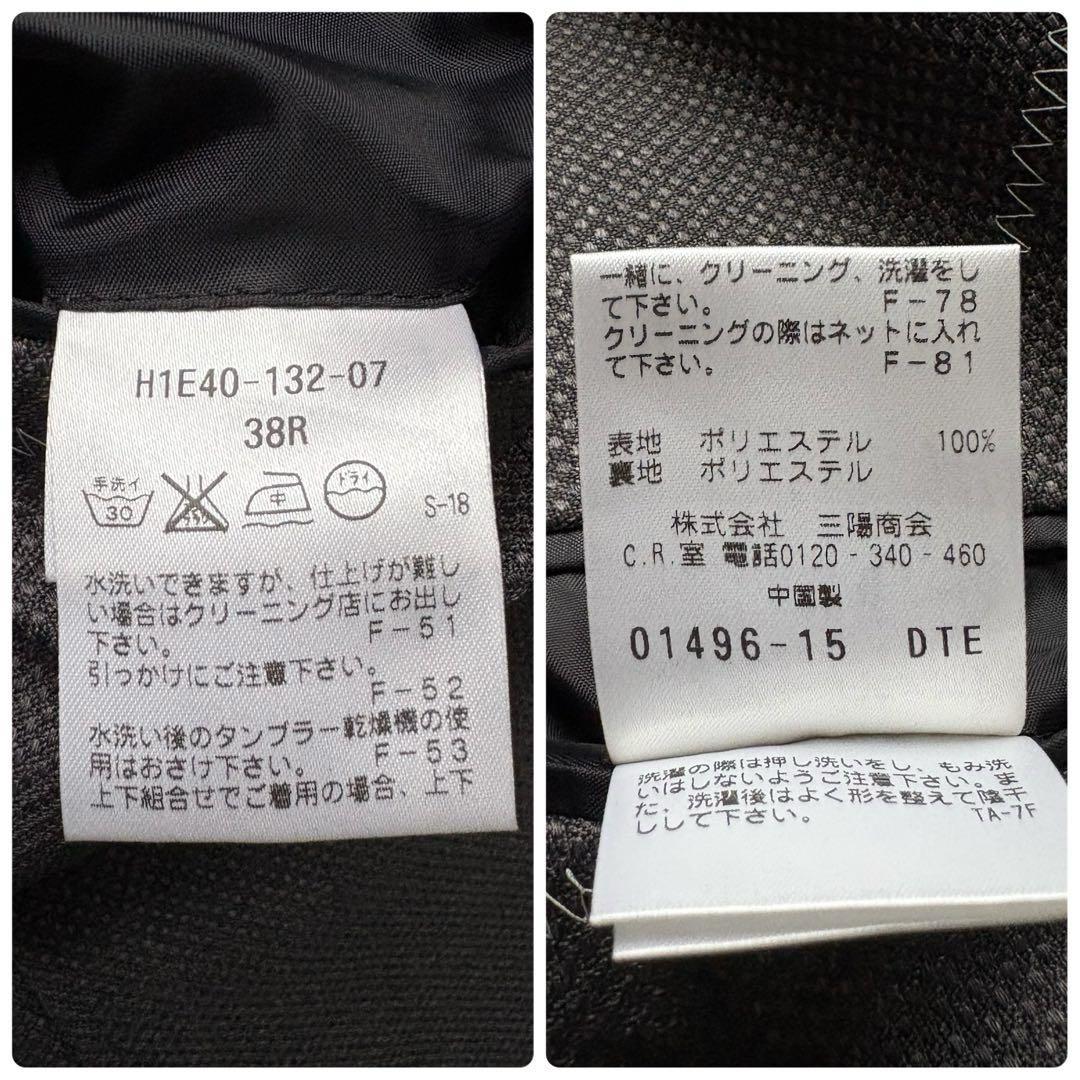 H1E40-132-07
38R
手洗イ
30
中
ドライ
S-18
水洗いできますが、仕上げが難し
い場合はクリーニング店にお出し
下さい。 F-51
引っかけにご注意下さい。
F-52
水洗い後のタンブラー乾燥機の使
用はおさけ下さい。 F-53
上下組合せでご着用の場合、上下
一緒に、クリーニング、洗濯をし
て下さい。 F-78
クリーニングの際はネットに入れ
て下さい。 F-81
表地 ポリエステル 100%
裏地 ポリエステル
株式会社 三陽商会
C.R.室 電話0120-340-460
中国製
01496-15 DTE
洗濯の際は押し洗いをし、もみ洗
いはしないようご注意下さい。ま
た、洗濯後はよく形を整えて陰干
しして下さい。 TA-7F